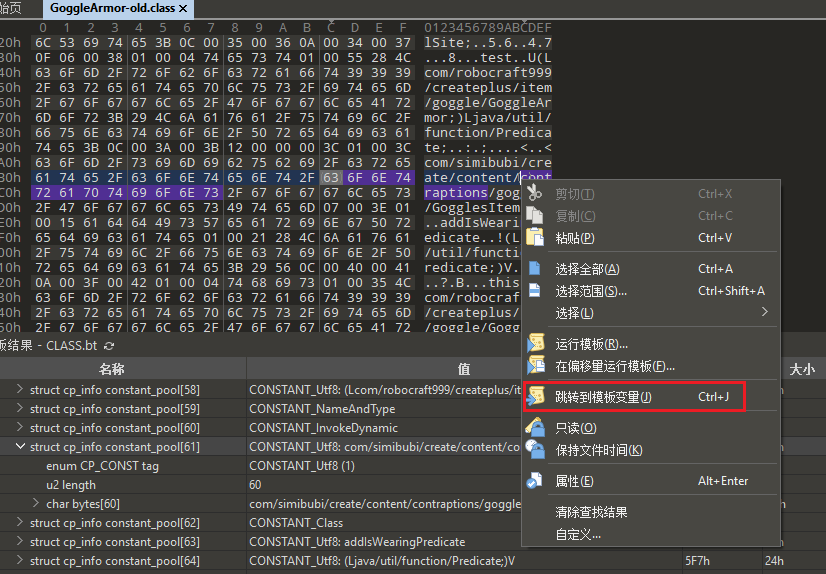 始页
GoggleArmor-old.class ×
0 1 2 3 4 5 6 7 8 9 A B C D E F 0123456789ABCDEF
20h 6C 53 69 74 65 3B 0C 00 35 00 36 0A 00 34 00 37 lSite;..5.6..4.7
30h 0F 06 00 38 01 00 04 74 65 73 74 01 00 55 28 4C ...8...test..U(L
40h 63 6F 6D 2F 72 6F 62 6F 63 72 61 66 74 39 39 39 com/robocraft999
50h 2F 63 72 65 61 74 65 70 6C 75 73 2F 69 74 65 6D /createplus/item
60h 2F 67 6F 67 67 6C 65 2F 47 6F 67 67 6C 65 41 72 /goggle/GoggleAr
70h 6D 6F 72 3B 29 4C 6A 61 76 61 2F 75 74 69 6C 2F mor;)Ljava/util/
80h 66 75 6E 63 74 69 6F 6E 2F 50 72 65 64 69 63 61 function/Predica
90h 74 65 3B 0C 00 3A 00 3B 12 00 00 00 3C 01 00 3C te;..:.;....<..<
A0h 63 6F 6D 2F 73 69 6D 69 62 75 62 69 2F 63 72 65 com/simibubi/cre
B0h 61 74 65 2F 63 6F 6E 74 65 6E 74 2F 63 6F 6E 74 ate/content/cont
C0h 72 61 70 74 69 6F 6E 73 2F 67 6F 67 67 6C 65 73 raptions/gog
D0h 2F 47 6F 67 67 6C 65 73 49 74 65 6D 07 00 3E 01 /GogglesItem
E0h 00 15 61 64 64 49 73 57 65 61 72 69 6E 67 50 72 ..addIsWeari
F0h 65 64 69 63 61 74 65 01 00 21 28 4C 6A 61 76 61 edicate..!(L
00h 2F 75 74 69 6C 2F 66 75 6E 63 74 69 6F 6E 2F 50 /util/functi
10h 72 65 64 69 63 61 74 65 3B 29 56 0C 00 40 00 41 redicate;)V.
20h 0A 00 3F 00 42 01 00 04 74 68 69 73 01 00 35 4C ..?.B...this
30h 63 6F 6D 2F 72 6F 62 6F 63 72 61 66 74 39 39 39 com/robocraf
40h 2F 63 72 65 61 74 65 70 6C 75 73 2F 69 74 65 6D /createplus/
50h 2F 67 6F 67 67 6C 65 2F 47 6F 67 67 6C 65 41 72 /goggle/Gogg
剪切(T) Ctrl+X
复制(C) Ctrl+C
粘贴(P) Ctrl+V
选择全部(A) Ctrl+A
选择范围(S)... Ctrl+Shift+A
选择(L)
运行模板(R)...
在偏移量运行模板(F)...
跳转到模板变量(J) Ctrl+J
只读(O)
保持文件时间(K)
属性(E) Alt+Enter
清除查找结果
自定义...
板结果 - CLASS.bt
名称 值 大小
struct cp_info constant_pool[58] CONSTANT_Utf8: (Lcom/robocraft999/createplus/it
struct cp_info constant_pool[59] CONSTANT_NameAndType
struct cp_info constant_pool[60] CONSTANT_InvokeDynamic
struct cp_info constant_pool[61] CONSTANT_Utf8: com/simibubi/create/content/co
enum CP_CONST tag CONSTANT_Utf8 (1)
u2 length 60
char bytes[60] com/simibubi/create/content/contraptions/goggle
struct cp_info constant_pool[62] CONSTANT_Class
struct cp_info constant_pool[63] CONSTANT_Utf8: addIsWearingPredicate
struct cp_info constant_pool[64] CONSTANT_Utf8: (Ljava/util/function/Predicate;)V 5F7h 24h